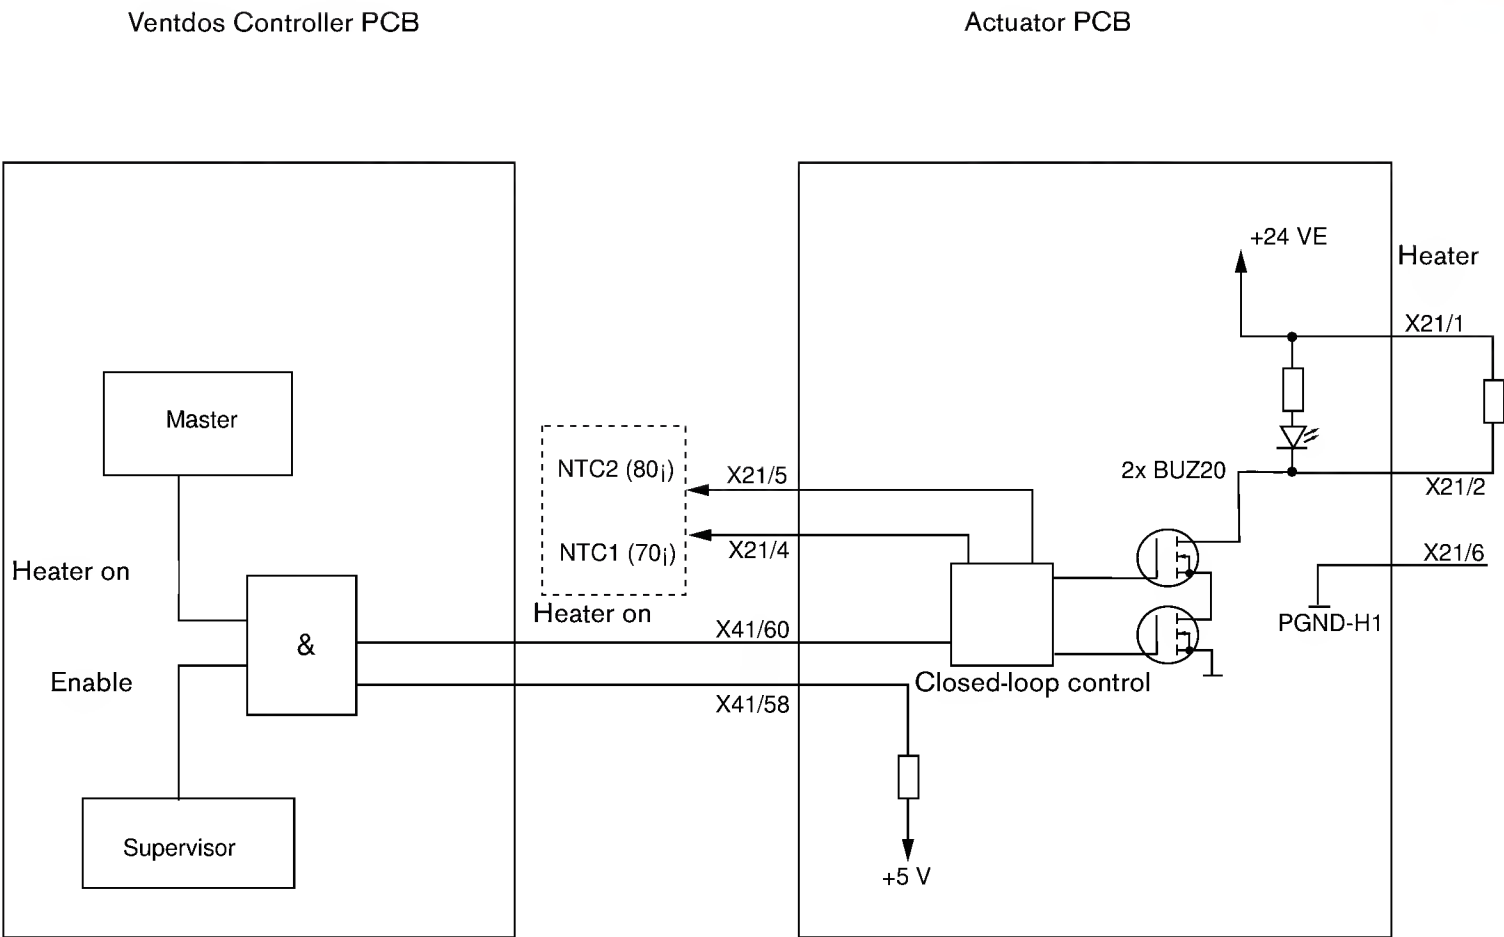 Ventdos Controller PCB
Actuator PCB
+24 VE
Heater
X21/1
Master
NTC2 (80¡)
X21/5
2x BUZ20
X21/2
NTC1 (70¡)
X21/4
X21/6
Heater on
Heater on
PGND-H1
X41/60
&
Enable
Closed-loop control
X41/58
Supervisor
+5 V